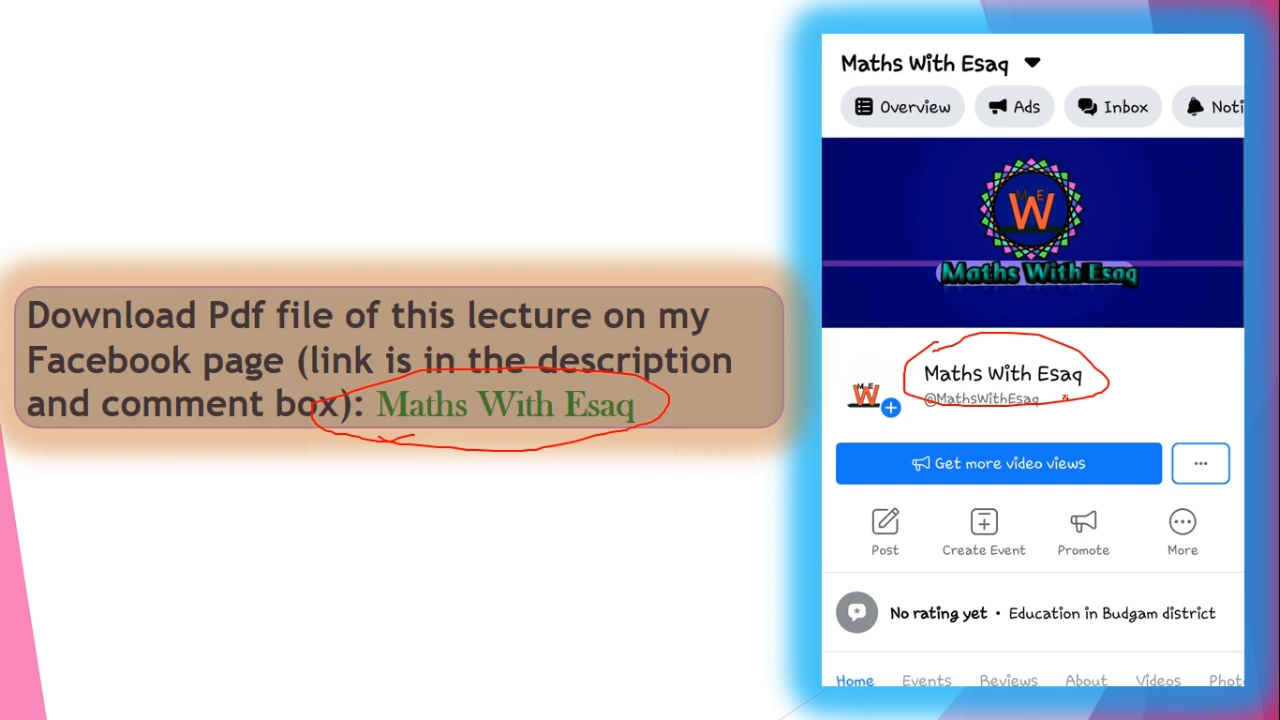 Download Pdf file of this lecture on my
Facebook page (link is in the description
and comment box): Maths With Esaq
Maths With Esaq
Overview Ads Inbox Noti
M E
W
Maths With Esaq
Maths With Esaq
@MathsWithEsaq
M E
W
Get more video views
Post Create Event Promote More
No rating yet • Education in Budgam district
Home Events Reviews About Videos Phot